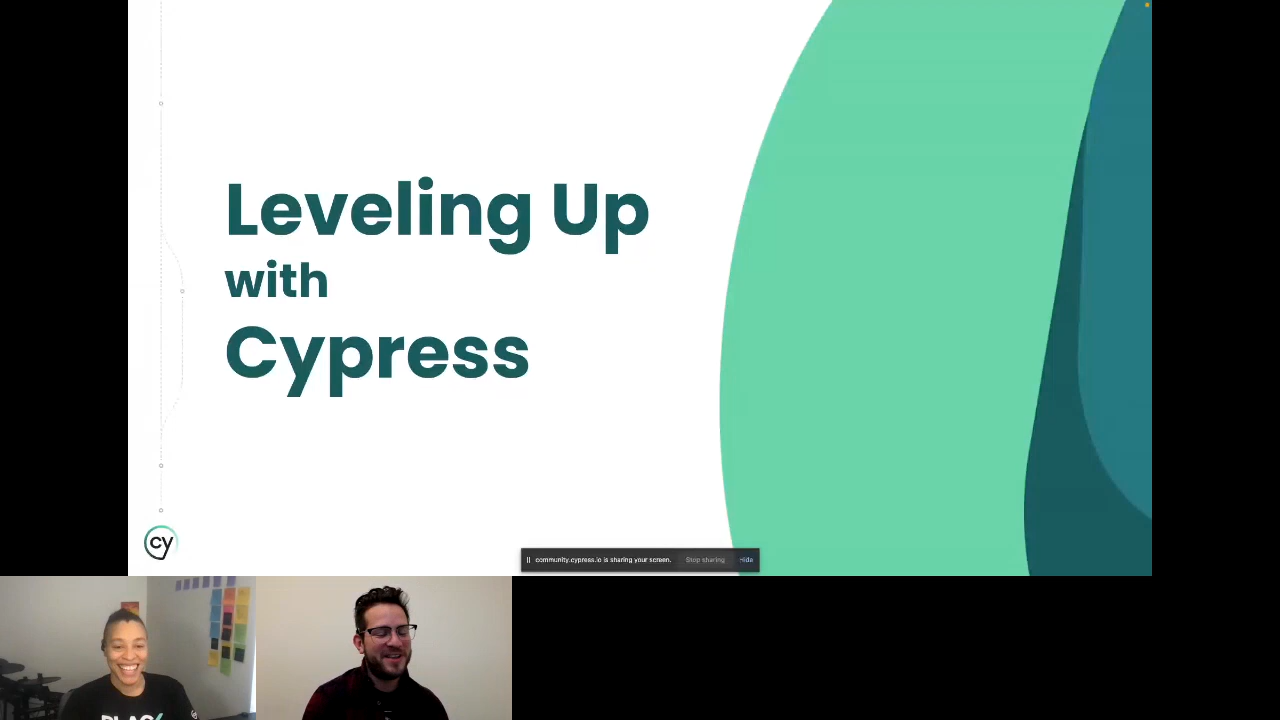 Leveling Up
with
Cypress
cy
community.cypress.io is sharing your screen. Stop sharing Hide